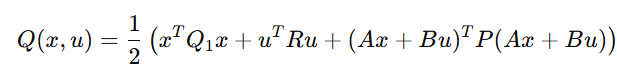 Q(x, u) = \frac{1}{2} \left( x^T Q_1 x + u^T R u + (Ax + Bu)^T P (Ax + Bu) \right)